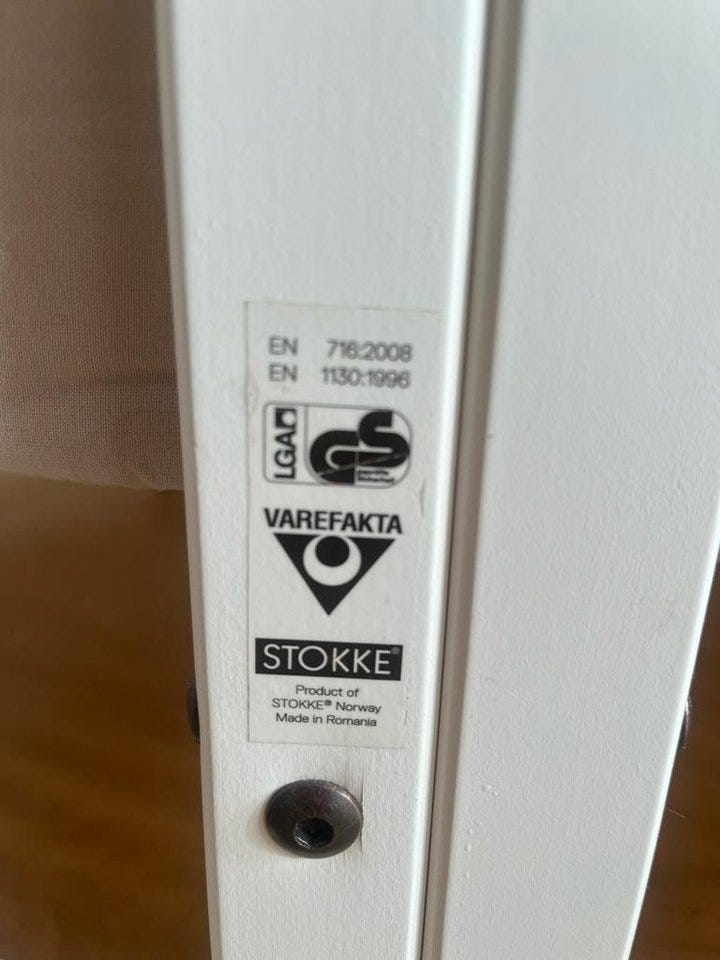 EN 716:2008
EN 1130:1996
LGA
GS
VAREFAKTA
STOKKE®
Product of
STOKKE® Norway
Made in Romania